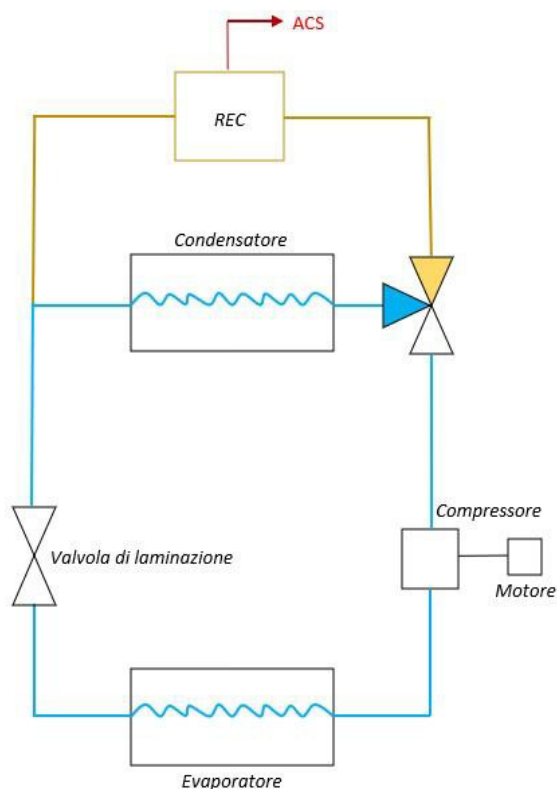 ACS
REC
Condensatore
Compressore
Valvola di laminazione
Motore
Evaporatore